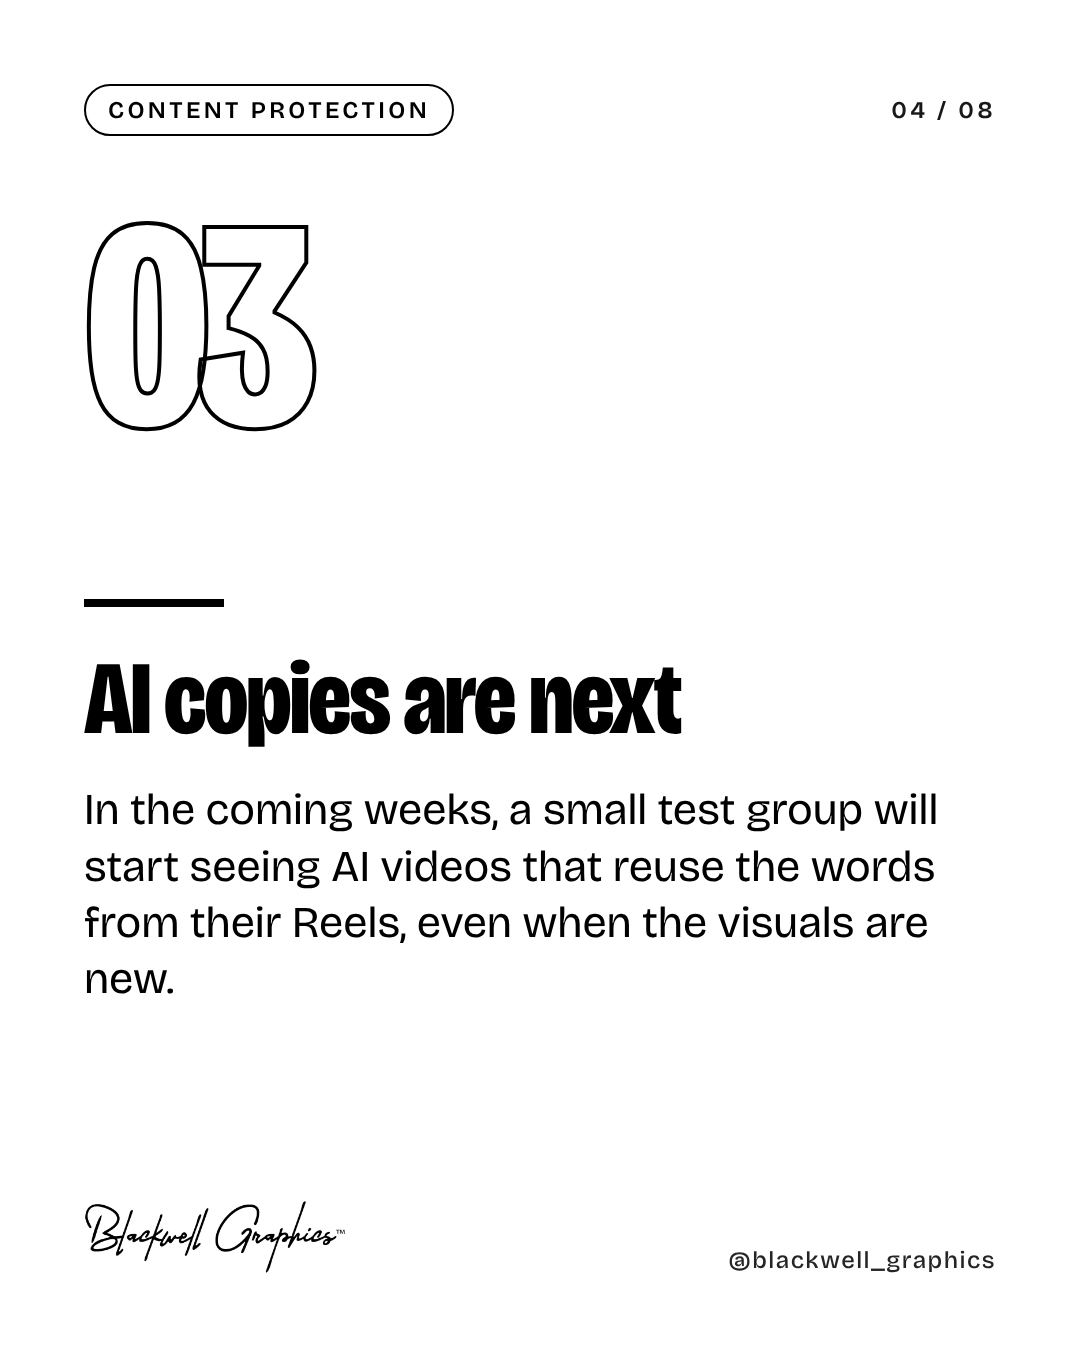 CONTENT PROTECTION
04 / 08
03
AI copies are next
In the coming weeks, a small test group will
start seeing AI videos that reuse the words
from their Reels, even when the visuals are
new.
Blackwell Graphics™
@blackwell_graphics